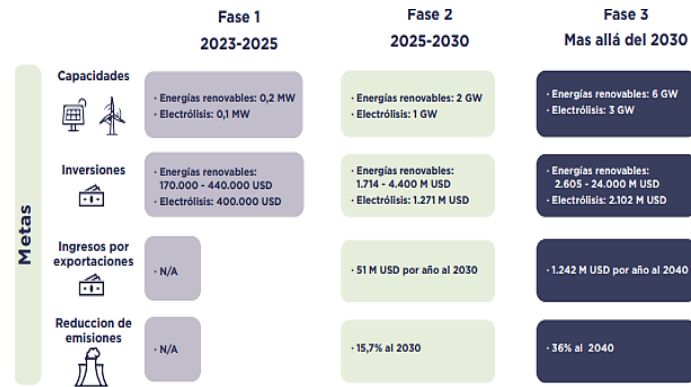 Fase 1
2023-2025
Fase 2
2025-2030
Fase 3
Mas allá del 2030
Metas
Capacidades
· Energías renovables: 0,2 MW
· Electrólisis: 0,1 MW
· Energías renovables: 2 GW
· Electrólisis: 1 GW
· Energías renovables: 6 GW
· Electrólisis: 3 GW
Inversiones
· Energías renovables:
170.000 - 440.000 USD
· Electrólisis: 400.000 USD
· Energías renovables:
1.714 - 4.400 M USD
· Electrólisis: 1.271 M USD
· Energías renovables:
2.605 - 24.000 M USD
· Electrólisis: 2.102 M USD
Ingresos por
exportaciones
· N/A
· 51 M USD por año al 2030
· 1.242 M USD por año al 2040
Reduccion de
emisiones
· N/A
· 15,7% al 2030
· 36% al 2040